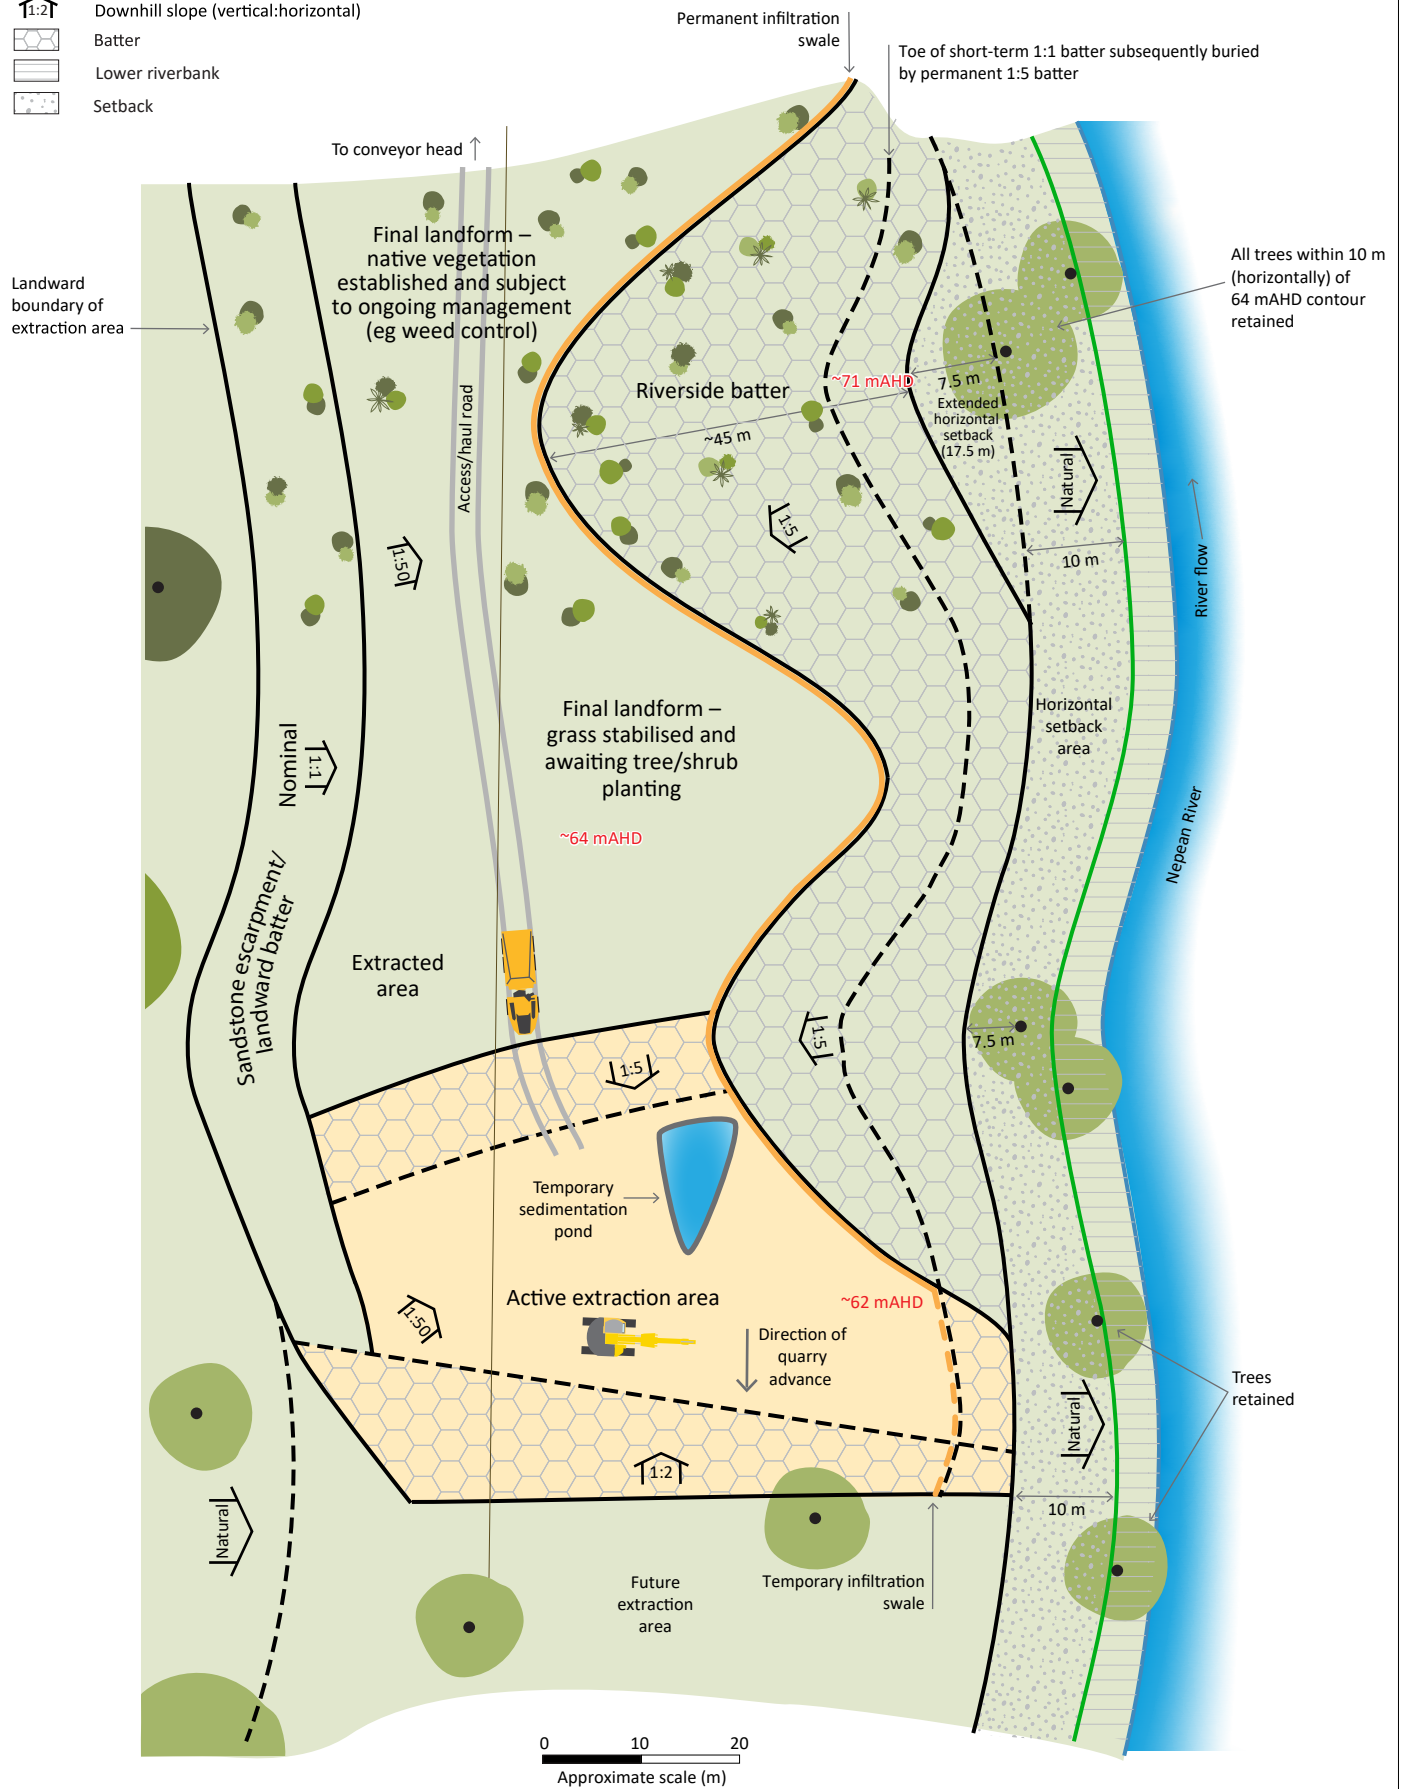 1:2
Downhill slope (vertical:horizontal)
Batter
Lower riverbank
Setback
Permanent infiltration
swale
Toe of short-term 1:1 batter subsequently buried
by permanent 1:5 batter
To conveyor head
Final landform –
native vegetation
established and subject
to ongoing management
(eg weed control)
Landward
boundary of
extraction area
All trees within 10 m
(horizontally) of
64 mAHD contour
retained
Riverside batter
~71 mAHD
7.5 m
Extended
horizontal
setback
(17.5 m)
~45 m
Access/haul road
Natural
1:5
1:50
10 m
River flow
Final landform –
grass stabilised and
awaiting tree/shrub
planting
Horizontal
setback
area
Nominal
1:1
~64 mAHD
Nepean River
Sandstone escarpment/
landward batter
Extracted
area
1:5
7.5 m
1:5
Temporary
sedimentation
pond
Active extraction area
~62 mAHD
1:50
Direction of
quarry
advance
Trees
retained
Natural
1:2
10 m
Natural
Future
extraction
area
Temporary infiltration
swale
0 10 20
Approximate scale (m)